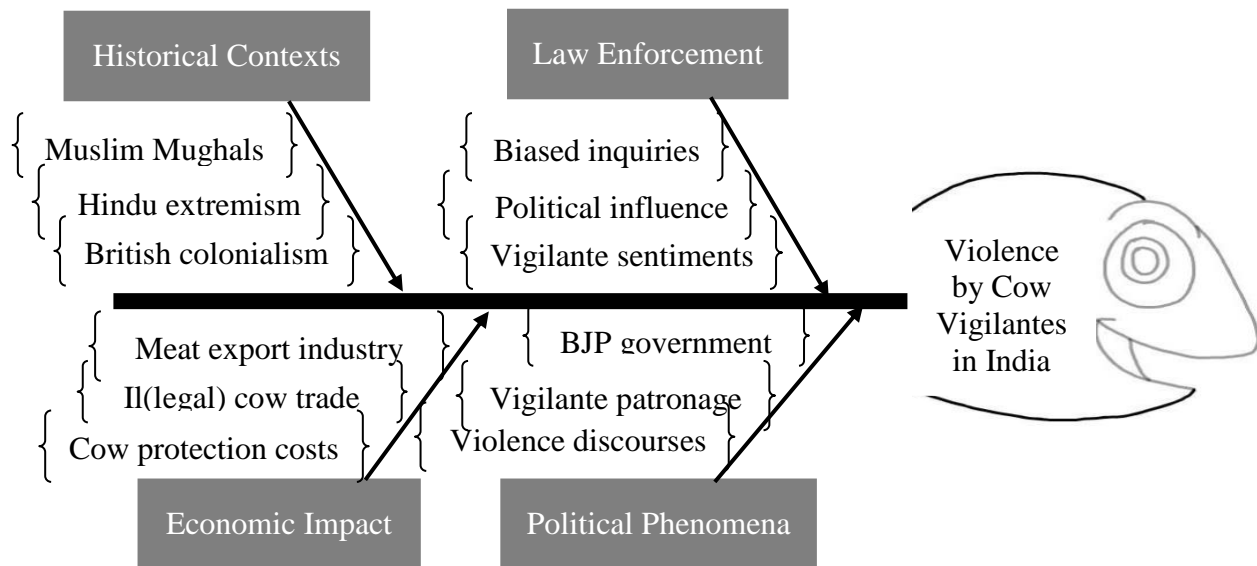 Historical Contexts
Law Enforcement
Muslim Mughals
Hindu extremism
British colonialism
Biased inquiries
Political influence
Vigilante sentiments
Violence
by Cow
Vigilantes
in India
Meat export industry
Il(legal) cow trade
Cow protection costs
BJP government
Vigilante patronage
Violence discourses
Economic Impact
Political Phenomena